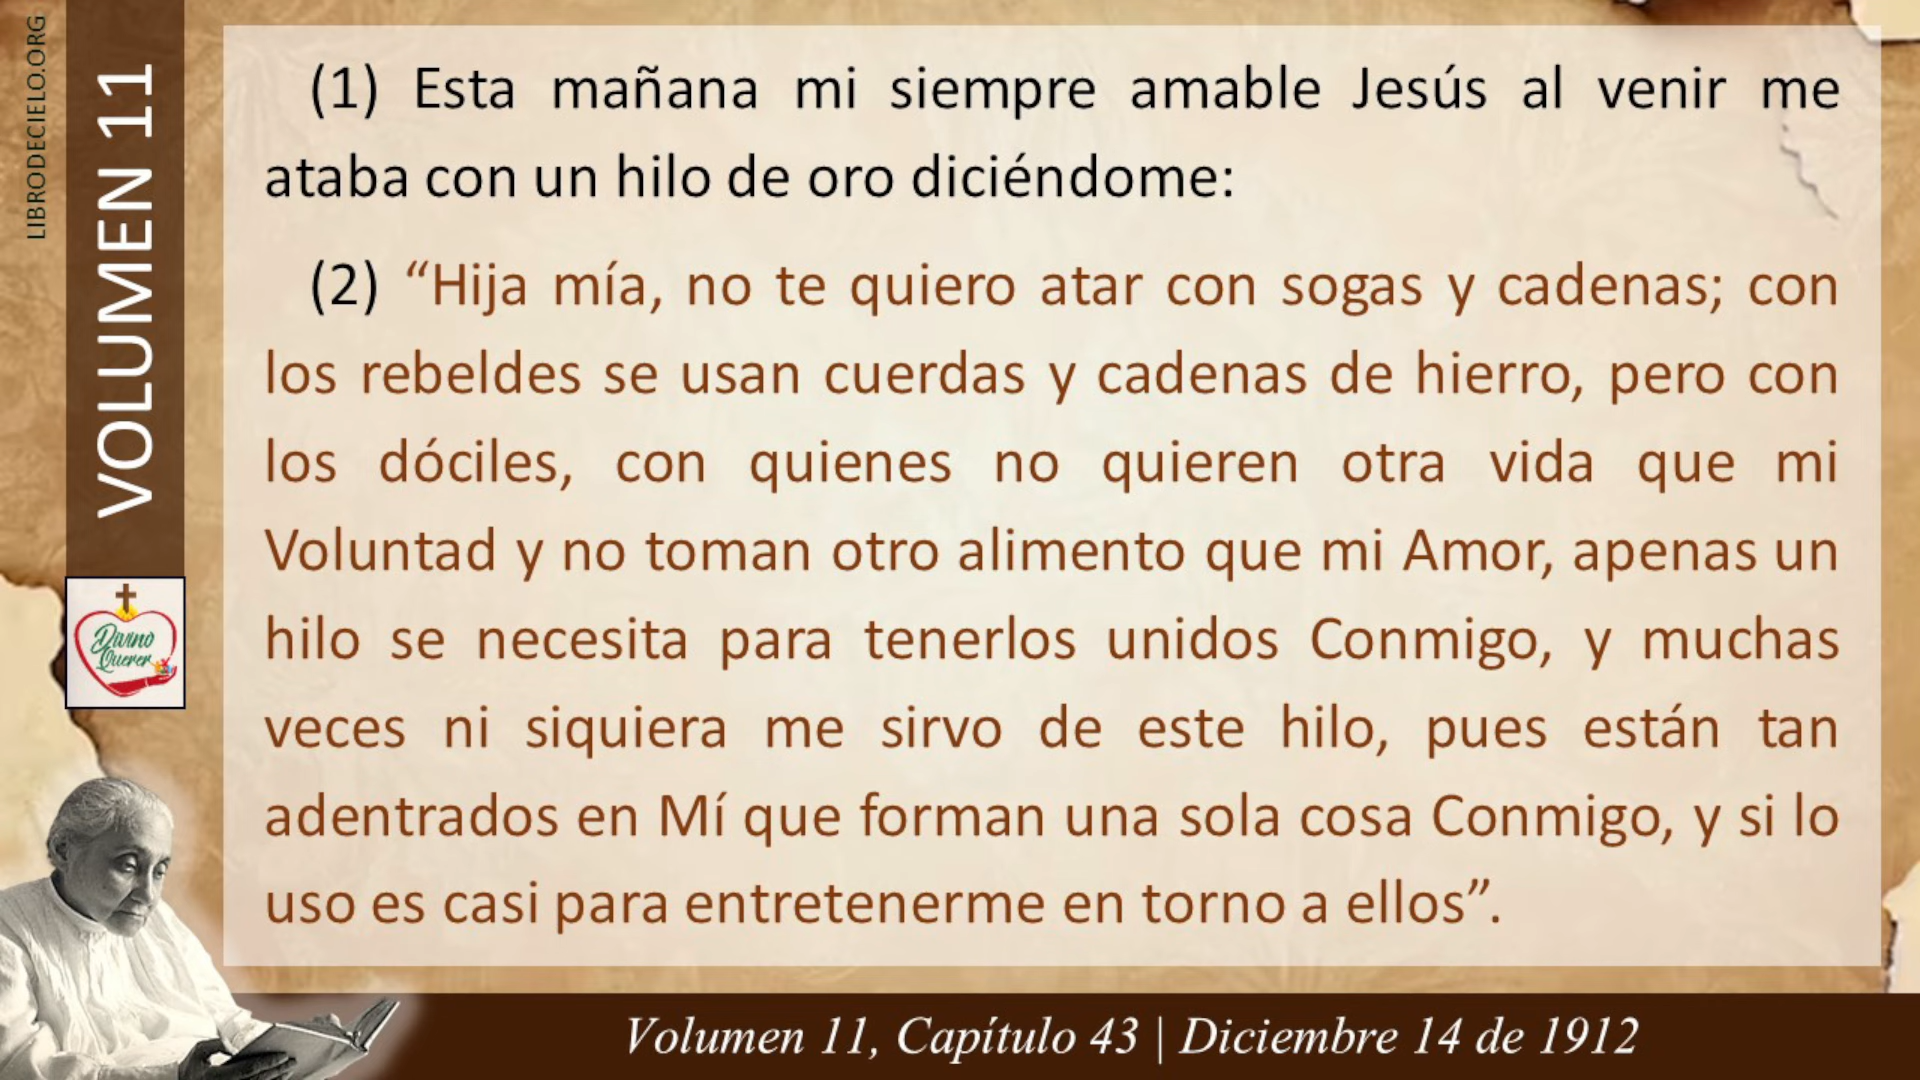 LIBRODECIELO.ORG
VOLUMEN 11
Divino
Querer
(1) Esta mañana mi siempre amable Jesús al venir me
ataba con un hilo de oro diciéndome:
(2) “Hija mía, no te quiero atar con sogas y cadenas; con
los rebeldes se usan cuerdas y cadenas de hierro, pero con
los dóciles, con quienes no quieren otra vida que mi
Voluntad y no toman otro alimento que mi Amor, apenas un
hilo se necesita para tenerlos unidos Conmigo, y muchas
veces ni siquiera me sirvo de este hilo, pues están tan
adentrados en Mí que forman una sola cosa Conmigo, y si lo
uso es casi para entretenerme en torno a ellos”.
Volumen 11, Capítulo 43 | Diciembre 14 de 1912